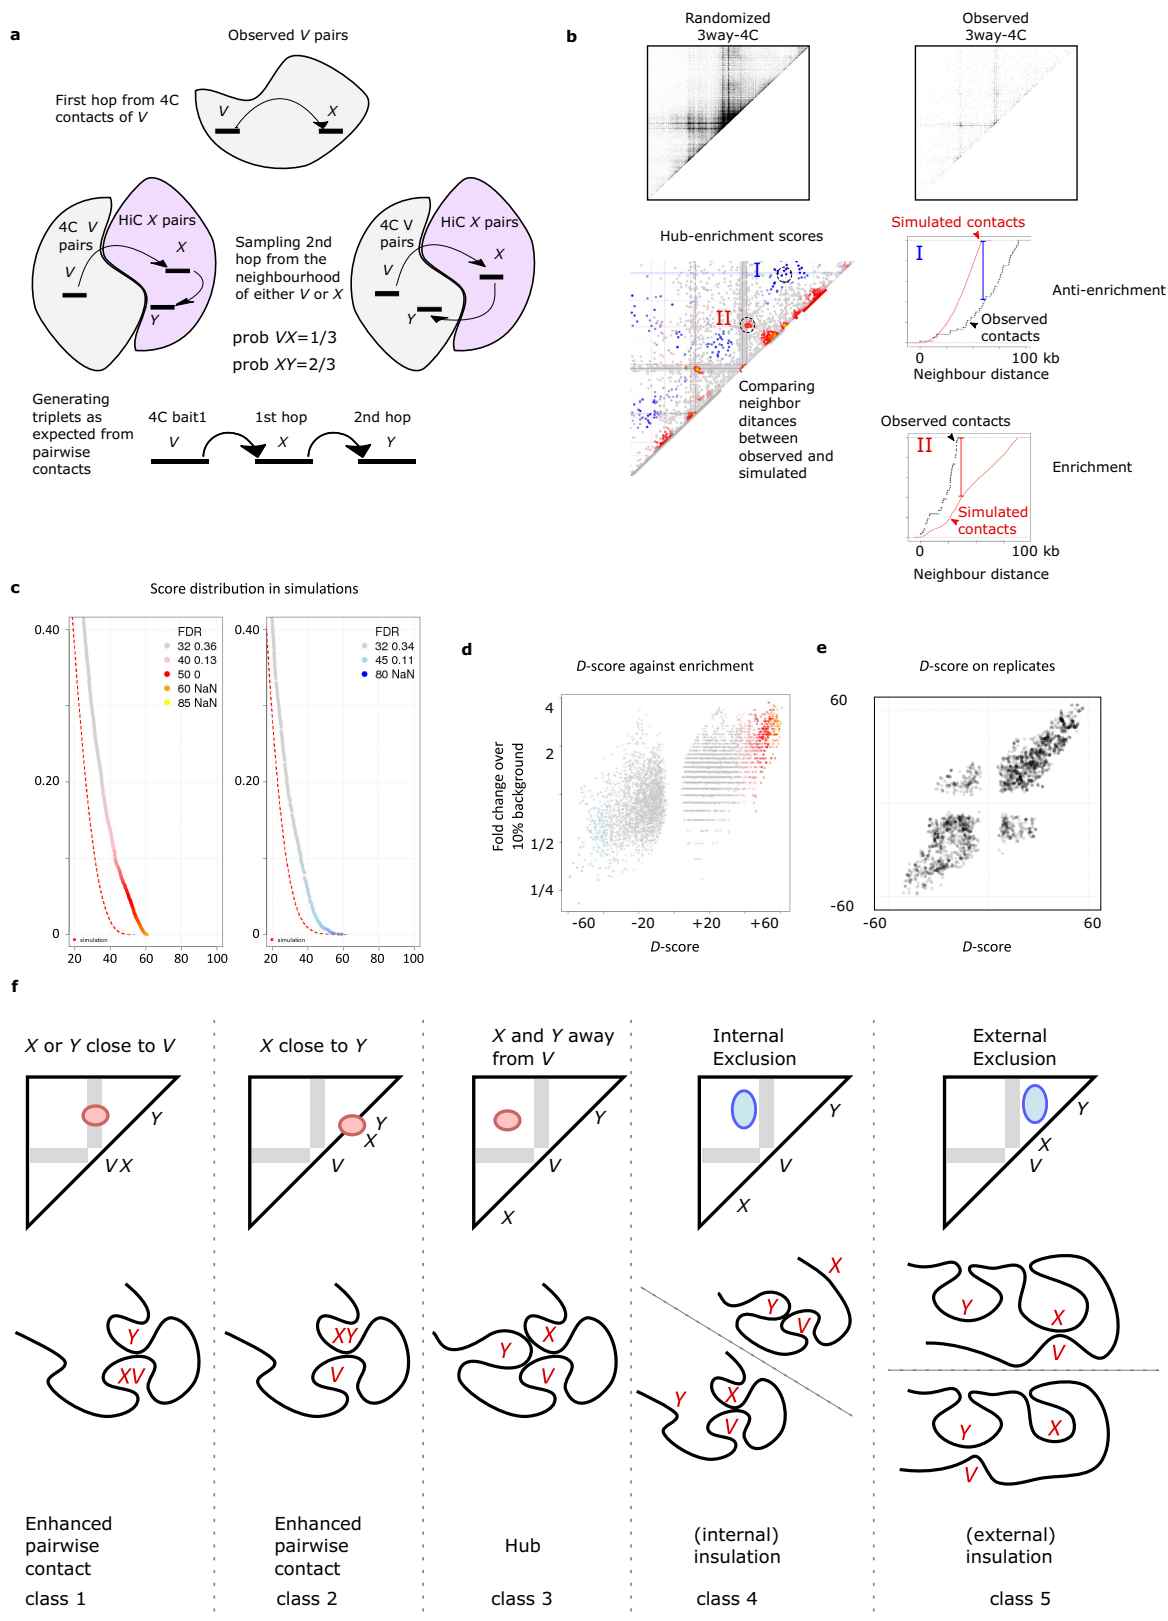 a
Observed V pairs
First hop from 4C
contacts of V
V
X
4C V
pairs
HiC X pairs
V
X
Y
Sampling 2nd
hop from the
neighbourhood
of either V or X
prob VX=1/3
prob XY=2/3
4C V
pairs
HiC X pairs
V
X
Y
Generating
triplets as
expected from
pairwise
contacts
4C bait1
V
1st hop
X
2nd hop
Y
b
Randomized
3way-4C
Observed
3way-4C
Hub-enrichment scores
I
II
Comparing
neighbor
ditances
between
observed and
simulated
Simulated contacts
I
Observed
contacts
Anti-enrichment
0
100 kb
Neighbour distance
Observed contacts
II
Simulated
contacts
Enrichment
0
100 kb
Neighbour distance
c
Score distribution in simulations
0.40
0.20
0
FDR
32 0.36
40 0.13
50 0
60 NaN
85 NaN
simulation
20 40 60 80 100
0.40
0.20
0
FDR
32 0.34
45 0.11
80 NaN
simulation
20 40 60 80 100
d
D-score against enrichment
Fold change over
10% background
4
2
1/2
1/4
-60 -20 +20 +60
D-score
e
D-score on replicates
60
-60
-60 60
D-score
f
X or Y close to V
Y
V X
Y
XV
Enhanced
pairwise
contact
class 1
X close to Y
Y
X
V
XY
V
Enhanced
pairwise
contact
class 2
X and Y away
from V
Y
V
X
Y
X
V
Hub
class 3
Internal
Exclusion
Y
V
X
X
Y
V
X
Y
V
(internal)
insulation
class 4
External
Exclusion
Y
X
V
Y
X
V
Y
X
V
(external)
insulation
class 5